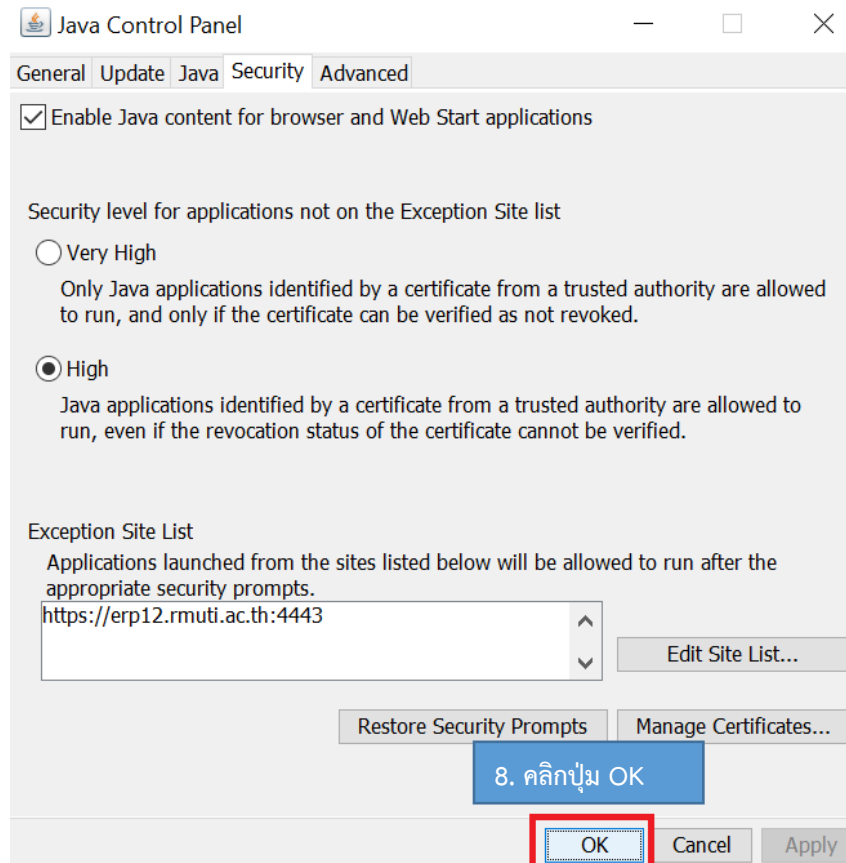 Java Control Panel
General Update Java Security Advanced
Enable Java content for browser and Web Start applications
Security level for applications not on the Exception Site list
Very High
Only Java applications identified by a certificate from a trusted authority are allowed
to run, and only if the certificate can be verified as not revoked.
High
Java applications identified by a certificate from a trusted authority are allowed to
run, even if the revocation status of the certificate cannot be verified.
Exception Site List
Applications launched from the sites listed below will be allowed to run after the
appropriate security prompts.
https://erp12.rmuti.ac.th:4443
Edit Site List...
Restore Security Prompts Manage Certificates...
8. คลิกปุ่ม OK
OK Cancel Apply